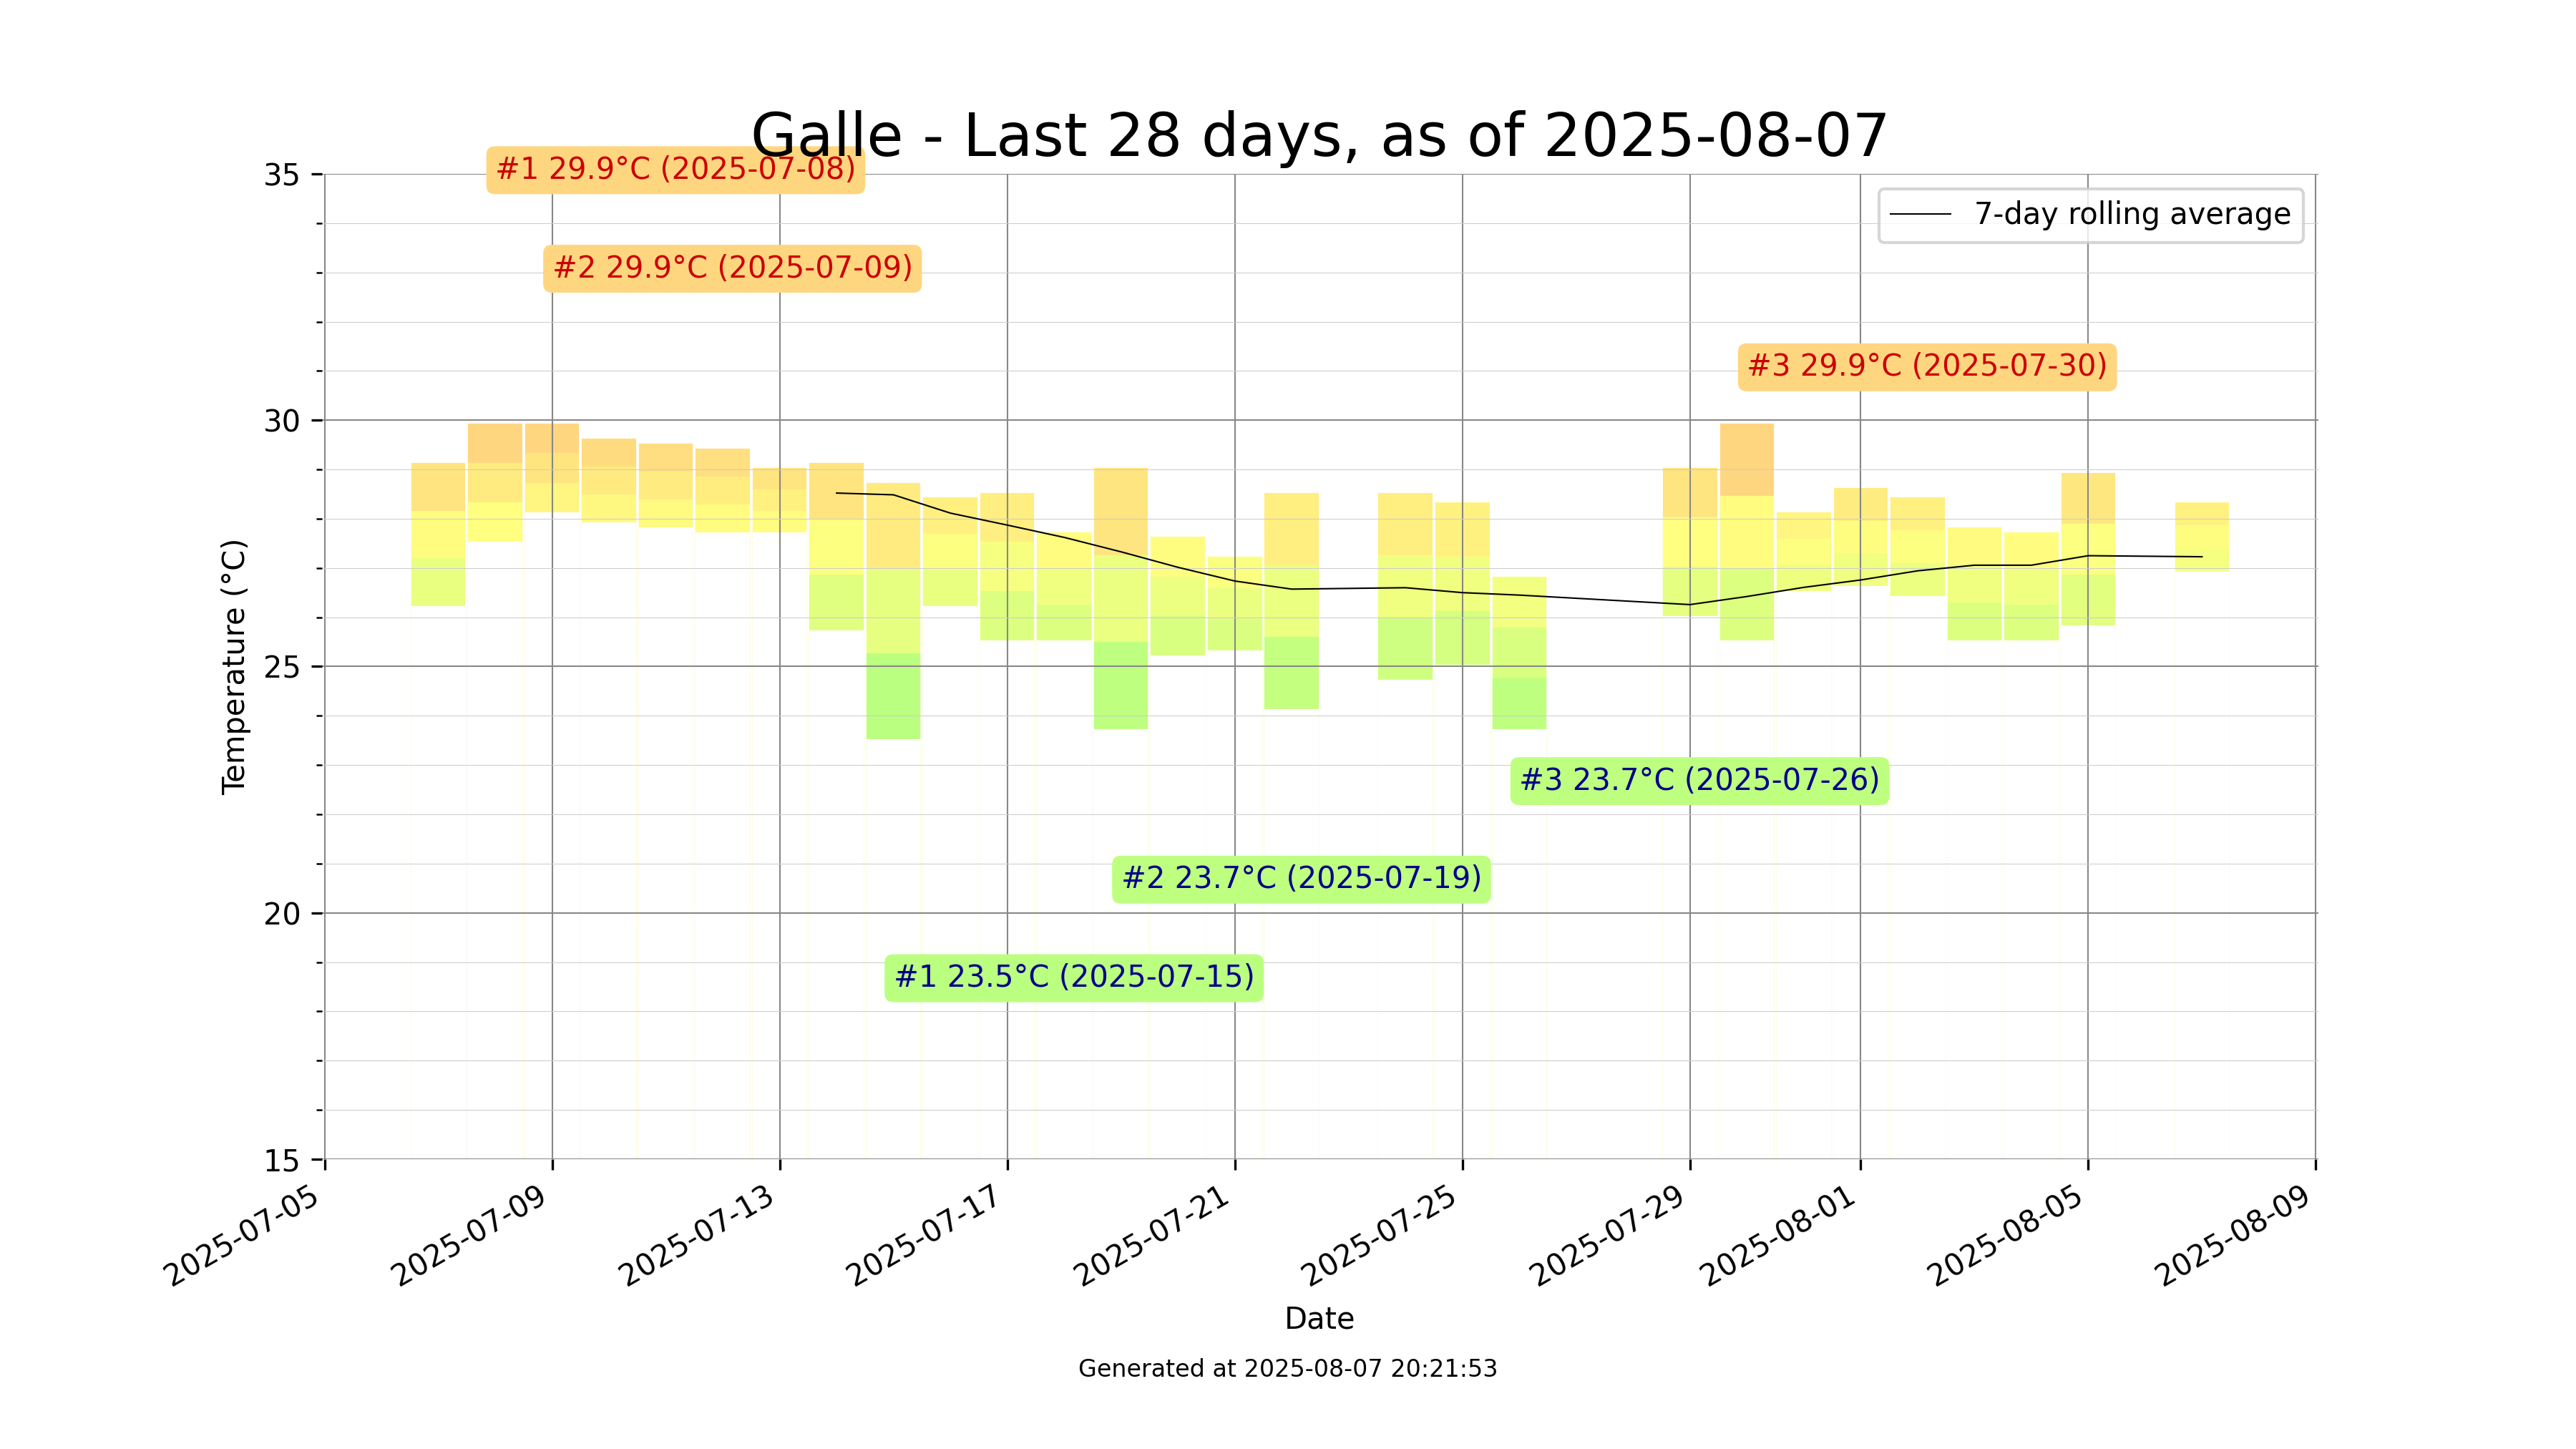 Galle - Last 28 days, as of 2025-08-07
#1 29.9°C (2025-07-08)
7-day rolling average
#2 29.9°C (2025-07-09)
#3 29.9°C (2025-07-30)
#3 23.7°C (2025-07-26)
#2 23.7°C (2025-07-19)
#1 23.5°C (2025-07-15)
35
30
25
20
15
Temperature (°C)
2025-07-05
2025-07-09
2025-07-13
2025-07-17
2025-07-21
2025-07-25
2025-07-29
2025-08-01
2025-08-05
2025-08-09
Date
Generated at 2025-08-07 20:21:53